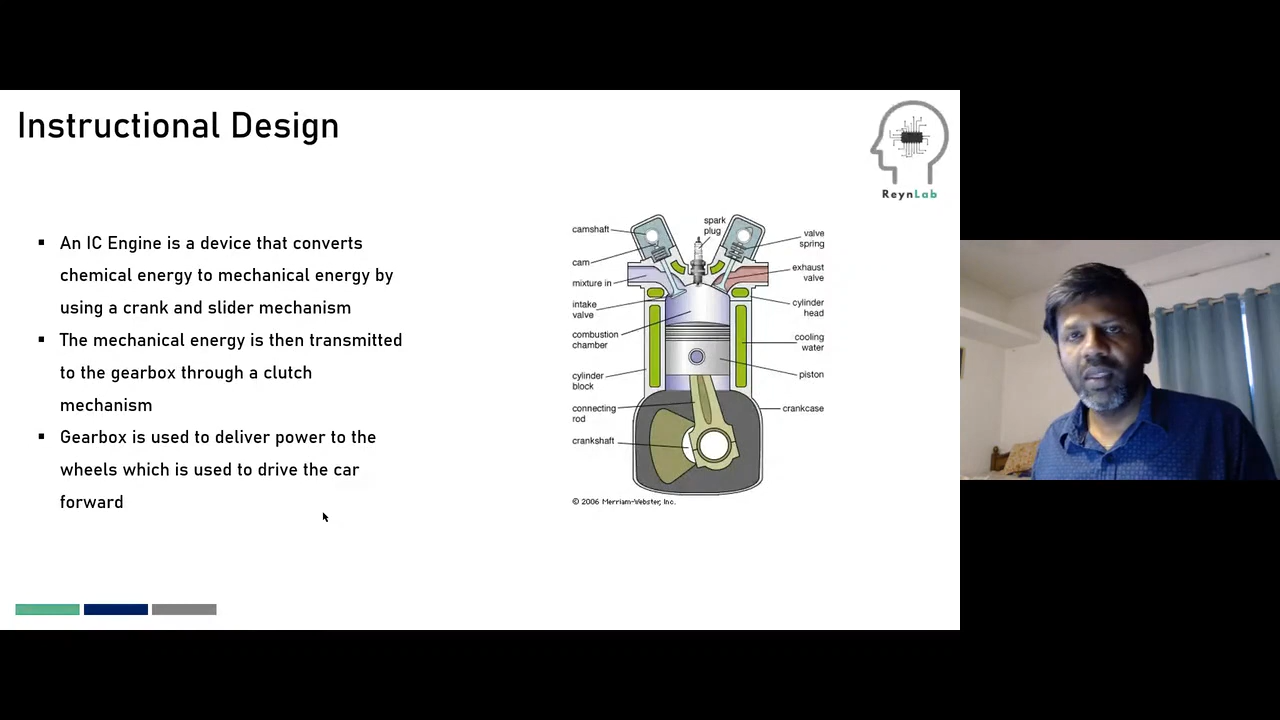 Instructional Design
ReynLab
▪ An IC Engine is a device that converts
chemical energy to mechanical energy by
using a crank and slider mechanism
▪ The mechanical energy is then transmitted
to the gearbox through a clutch
mechanism
▪ Gearbox is used to deliver power to the
wheels which is used to drive the car
forward
camshaft
cam
mixture in
intake
valve
combustion
chamber
cylinder
block
connecting
rod
crankshaft
spark
plug
valve
spring
exhaust
valve
cylinder
head
cooling
water
piston
crankcase
© 2006 Merriam-Webster, Inc.